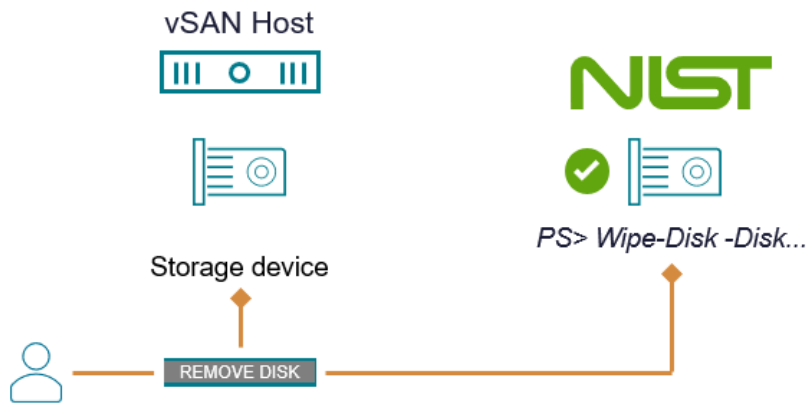 vSAN Host
NIST
PS> Wipe-Disk -Disk...
Storage device
REMOVE DISK